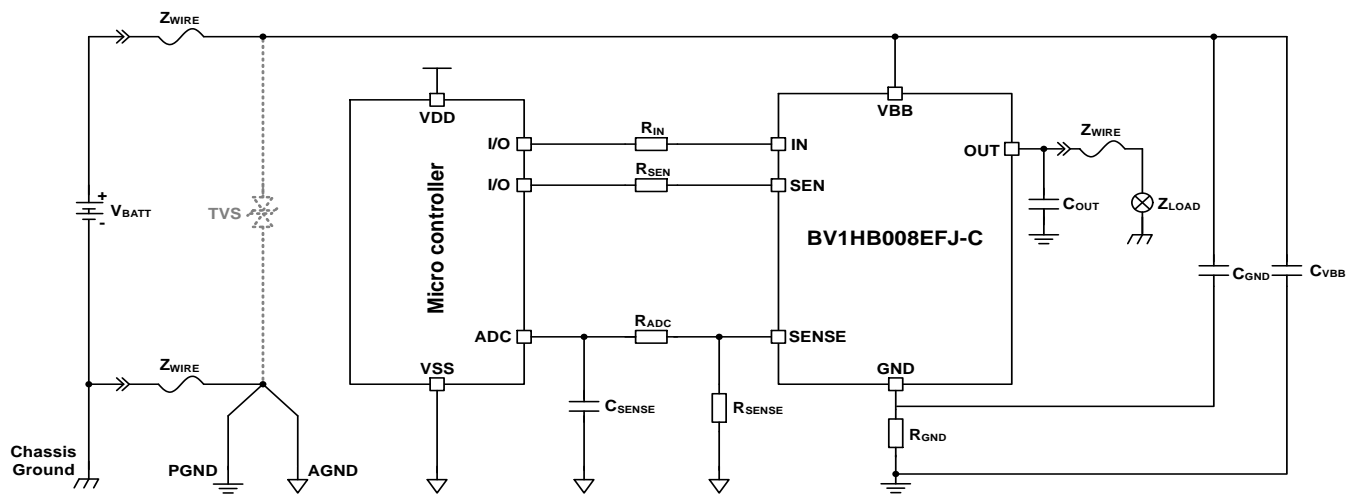 ZWIRE
VBATT
+
-
TVS
ZWIRE
Chassis
Ground
PGND
AGND
VDD
I/O
I/O
Micro controller
ADC
VSS
RIN
RSEN
RADC
CSENSE
RSENSE
VBB
IN
SEN
OUT
BV1HB008EFJ-C
SENSE
GND
RGND
ZWIRE
COUT
ZLOAD
CGND
CVBB